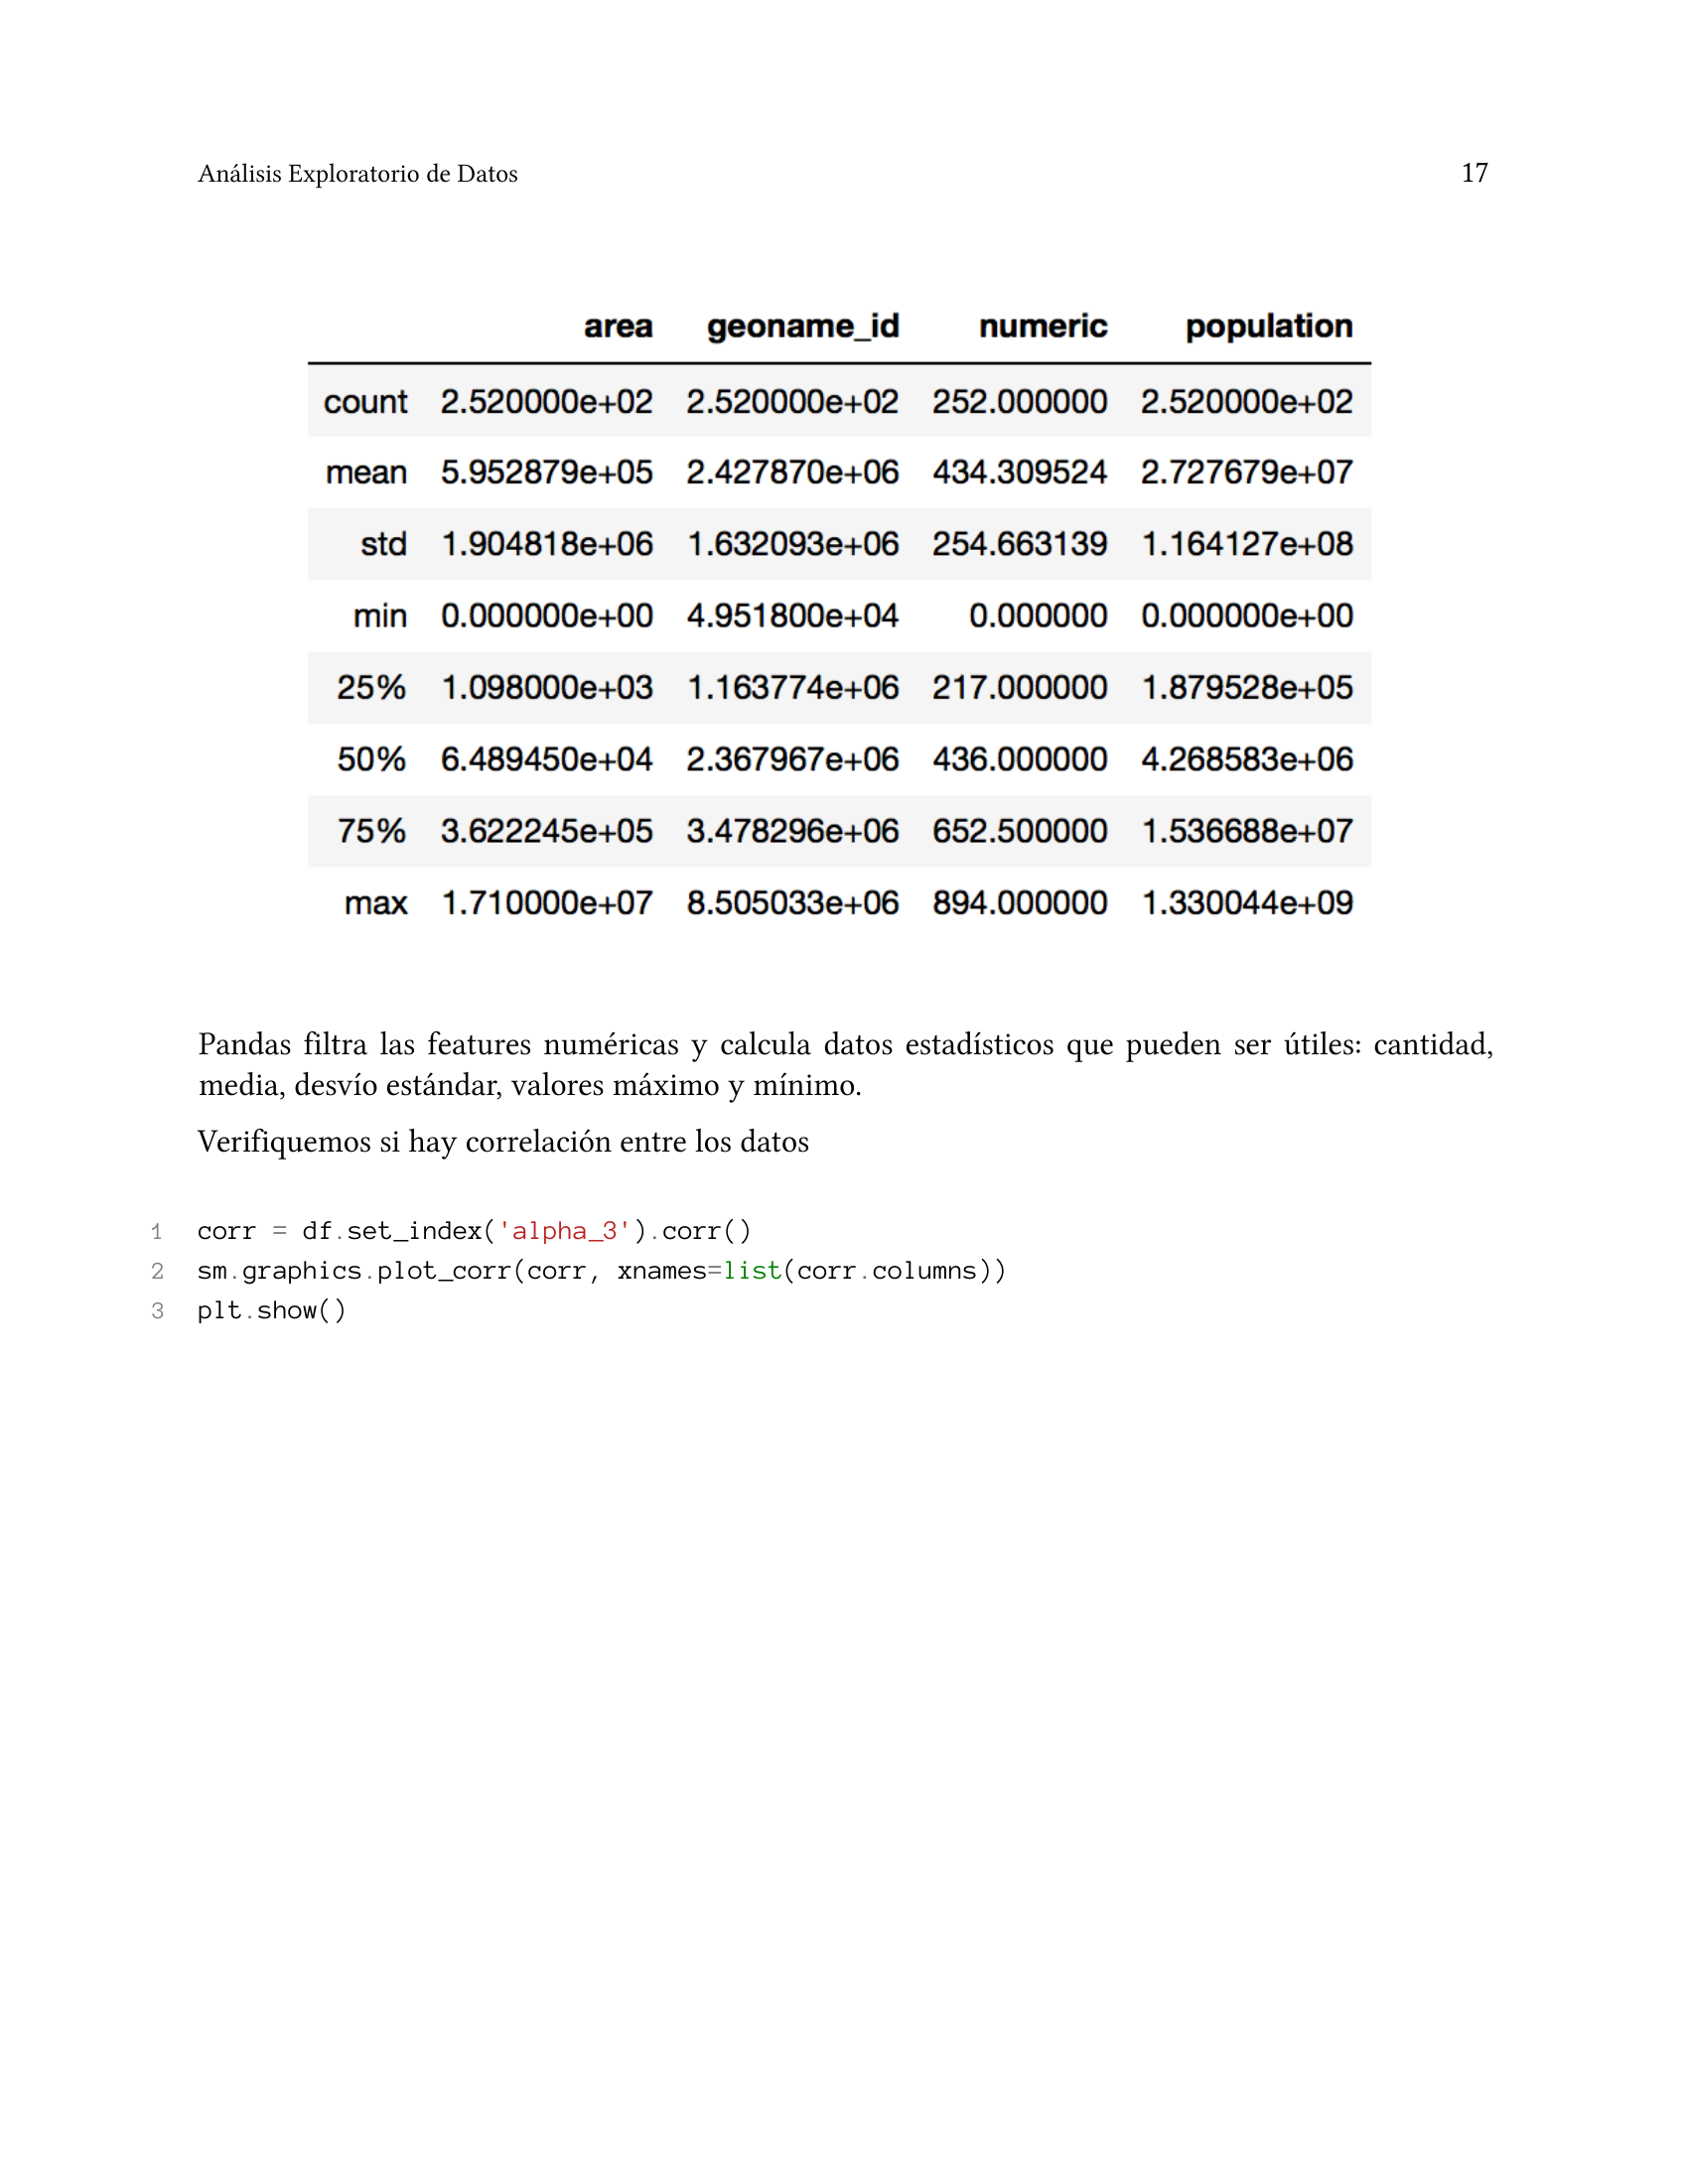 Análisis Exploratorio de Datos 17
area geoname_id numeric population
count 2.520000e+02 2.520000e+02 252.000000 2.520000e+02
mean 5.952879e+05 2.427870e+06 434.309524 2.727679e+07
std 1.904818e+06 1.632093e+06 254.663139 1.164127e+08
min 0.000000e+00 4.951800e+04 0.000000 0.000000e+00
25% 1.098000e+03 1.163774e+06 217.000000 1.879528e+05
50% 6.489450e+04 2.367967e+06 436.000000 4.268583e+06
75% 3.622245e+05 3.478296e+06 652.500000 1.536688e+07
max 1.710000e+07 8.505033e+06 894.000000 1.330044e+09
Pandas filtra las features numéricas y calcula datos estadísticos que pueden ser útiles: cantidad,
media, desvío estándar, valores máximo y mínimo.
Verifiquemos si hay correlación entre los datos
1 corr = df.set_index('alpha_3').corr()
2 sm.graphics.plot_corr(corr, xnames=list(corr.columns))
3 plt.show()